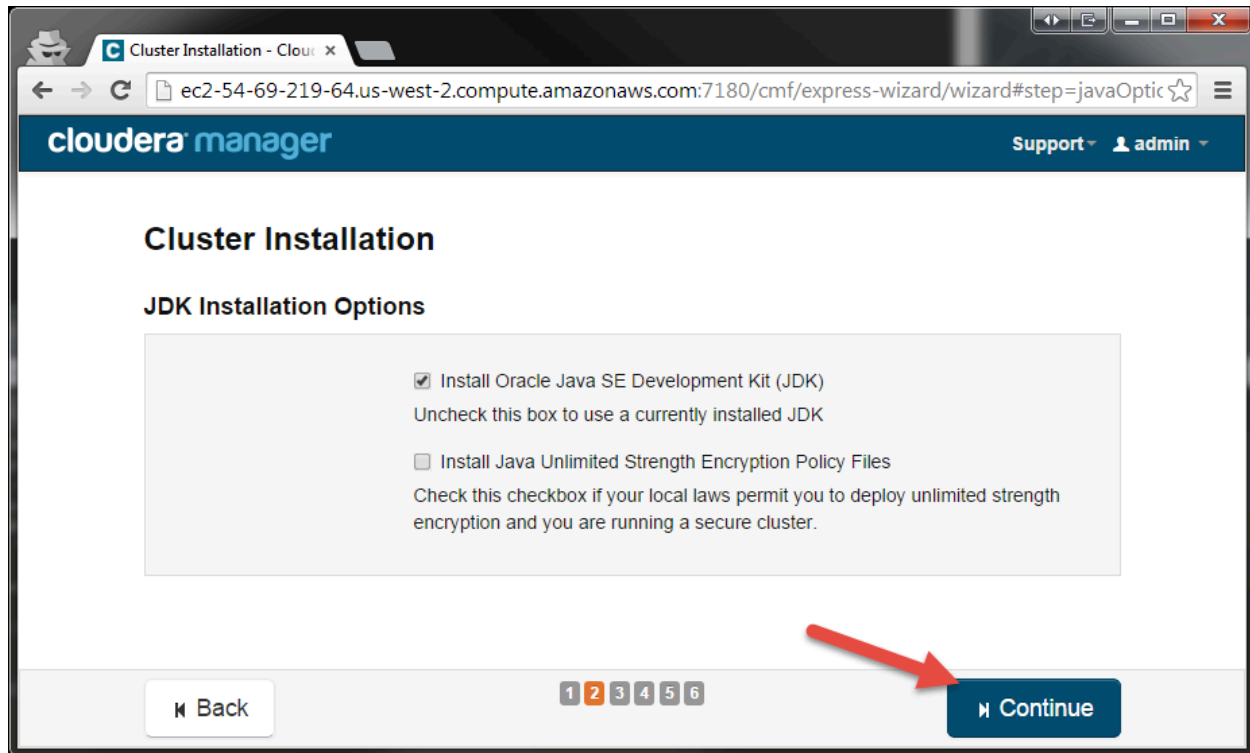 Cluster Installation - Clou
ec2-54-69-219-64.us-west-2.compute.amazonaws.com:7180/cmf/express-wizard/wizard#step=javaOptic
cloudera manager
Support
admin
Cluster Installation
JDK Installation Options
Install Oracle Java SE Development Kit (JDK)
Uncheck this box to use a currently installed JDK
Install Java Unlimited Strength Encryption Policy Files
Check this checkbox if your local laws permit you to deploy unlimited strength
encryption and you are running a secure cluster.
Back
1 2 3 4 5 6
Continue